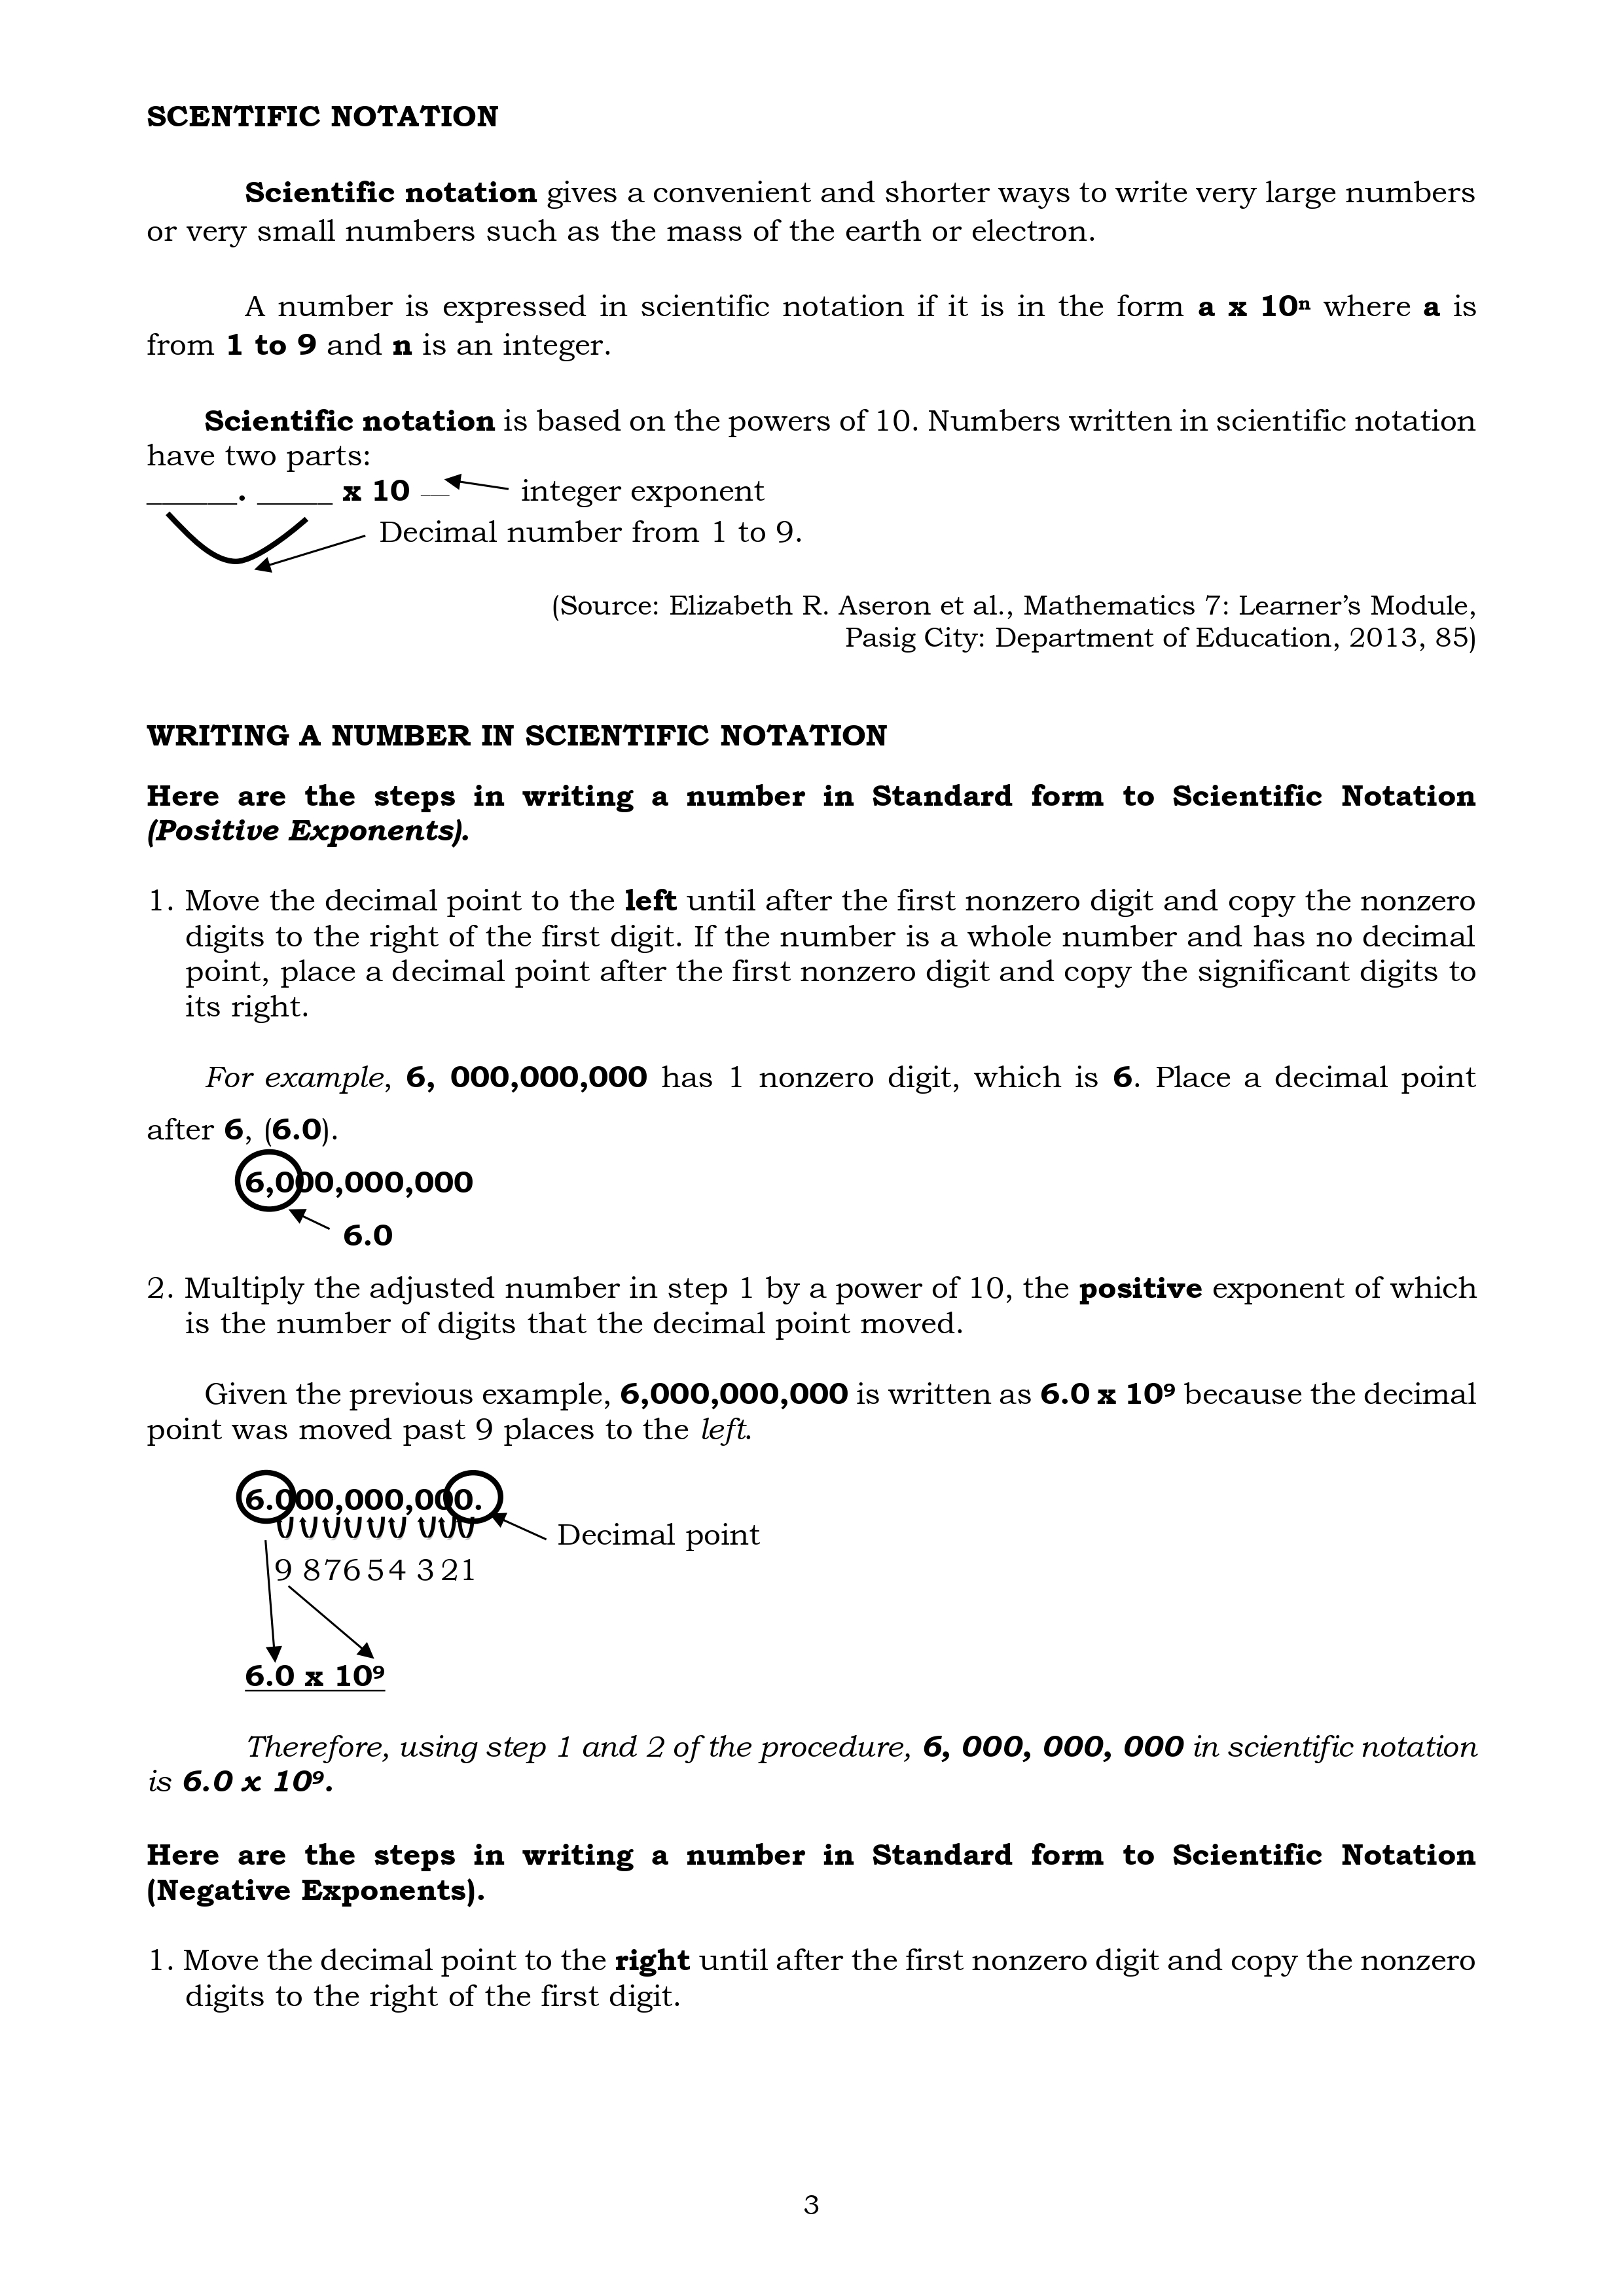 SCENTIFIC NOTATION
Scientific notation gives a convenient and shorter ways to write very large numbers
or very small numbers such as the mass of the earth or electron.
A number is expressed in scientific notation if it is in the form a x 10ⁿ where a is
from 1 to 9 and n is an integer.
Scientific notation is based on the powers of 10. Numbers written in scientific notation
have two parts:
______. _____ x 10 __ integer exponent
Decimal number from 1 to 9.
(Source: Elizabeth R. Aseron et al., Mathematics 7: Learner’s Module,
Pasig City: Department of Education, 2013, 85)
WRITING A NUMBER IN SCIENTIFIC NOTATION
Here are the steps in writing a number in Standard form to Scientific Notation
(Positive Exponents).
1. Move the decimal point to the left until after the first nonzero digit and copy the nonzero
digits to the right of the first digit. If the number is a whole number and has no decimal
point, place a decimal point after the first nonzero digit and copy the significant digits to
its right.
For example, 6, 000,000,000 has 1 nonzero digit, which is 6. Place a decimal point
after 6, (6.0).
6,000,000,000
6.0
2. Multiply the adjusted number in step 1 by a power of 10, the positive exponent of which
is the number of digits that the decimal point moved.
Given the previous example, 6,000,000,000 is written as 6.0 x 10⁹ because the decimal
point was moved past 9 places to the left.
6.000,000,000.
Decimal point
9 8 7 6 5 4 3 2 1
6.0 x 10⁹
Therefore, using step 1 and 2 of the procedure, 6, 000, 000, 000 in scientific notation
is 6.0 x 10⁹.
Here are the steps in writing a number in Standard form to Scientific Notation
(Negative Exponents).
1. Move the decimal point to the right until after the first nonzero digit and copy the nonzero
digits to the right of the first digit.
3